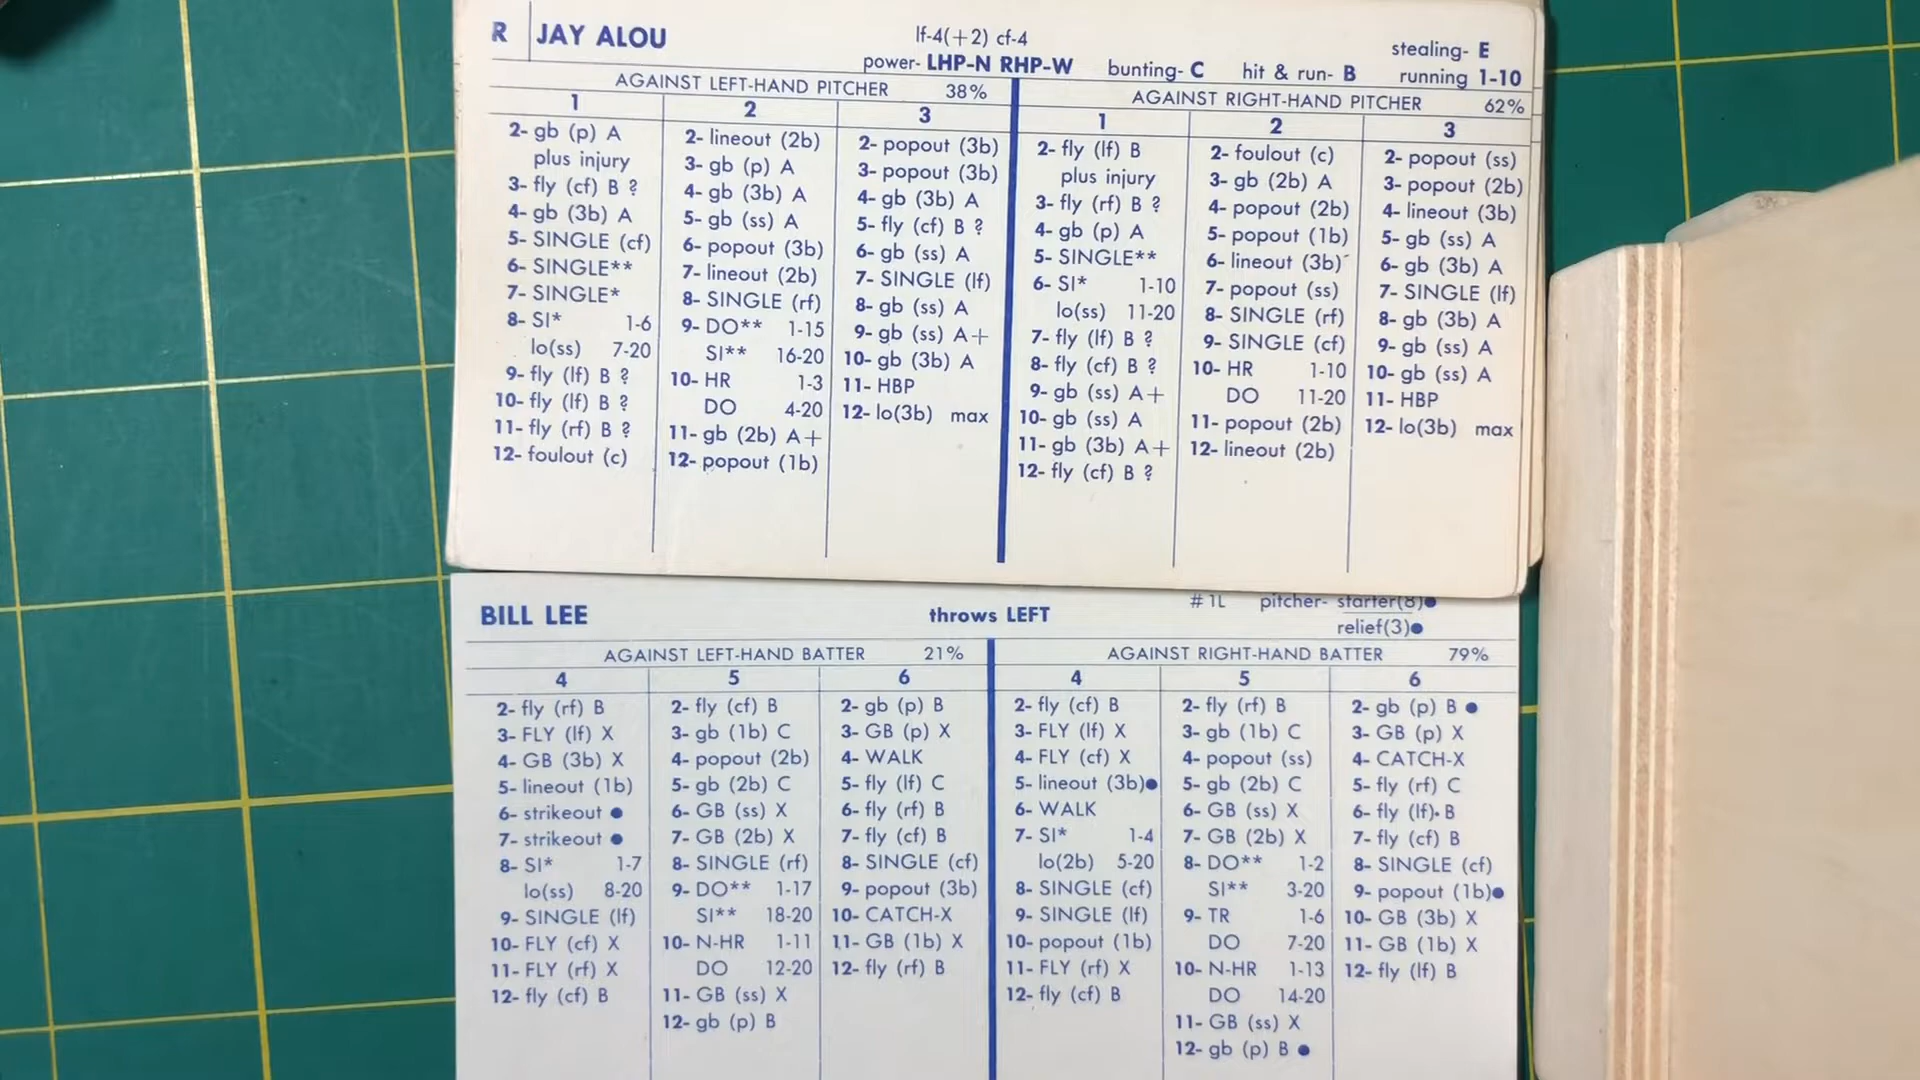 R JAY ALOU
lf-4(+2) cf-4
stealing- E
power- LHP-N RHP-W bunting- C hit & run- B running 1-10
AGAINST LEFT-HAND PITCHER 38%
1
2- gb (p) A
plus injury
3- fly (cf) B ?
4- gb (3b) A
5- SINGLE (cf)
6- SINGLE**
7- SINGLE*
8- SI* 1-6
lo(ss) 7-20
9- fly (lf) B ?
10- fly (lf) B ?
11- fly (rf) B ?
12- foulout (c)
2
2- lineout (2b)
3- gb (p) A
4- gb (3b) A
5- gb (ss) A
6- popout (3b)
7- lineout (2b)
8- SINGLE (rf)
9- DO** 1-15
SI** 16-20
10- HR 1-3
DO 4-20
11- gb (2b) A+
12- popout (1b)
3
2- popout (3b)
3- popout (3b)
4- gb (3b) A
5- fly (cf) B ?
6- gb (ss) A
7- SINGLE (lf)
8- gb (ss) A
9- gb (ss) A+
10- gb (3b) A
11- HBP
12- lo(3b) max
AGAINST RIGHT-HAND PITCHER 62%
1
2- fly (lf) B
plus injury
3- fly (rf) B ?
4- gb (p) A
5- SINGLE**
6- SI* 1-10
lo(ss) 11-20
7- fly (lf) B ?
8- fly (cf) B ?
9- gb (ss) A+
10- gb (ss) A
11- gb (3b) A+
12- fly (cf) B ?
2
2- foulout (c)
3- gb (2b) A
4- popout (2b)
5- popout (1b)
6- lineout (3b)
7- popout (ss)
8- SINGLE (rf)
9- SINGLE (cf)
10- HR 1-10
DO 11-20
11- popout (2b)
12- lineout (2b)
3
2- popout (ss)
3- popout (2b)
4- lineout (3b)
5- gb (ss) A
6- gb (3b) A
7- SINGLE (lf)
8- gb (3b) A
9- gb (ss) A
10- gb (ss) A
11- HBP
12- lo(3b) max
BILL LEE
throws LEFT
# 1L pitcher- starter(8)●
relief(3)●
AGAINST LEFT-HAND BATTER 21%
4
2- fly (rf) B
3- FLY (lf) X
4- GB (3b) X
5- lineout (1b)
6- strikeout ●
7- strikeout ●
8- SI* 1-7
lo(ss) 8-20
9- SINGLE (lf)
10- FLY (cf) X
11- FLY (rf) X
12- fly (cf) B
5
2- fly (cf) B
3- gb (1b) C
4- popout (2b)
5- gb (2b) C
6- GB (ss) X
7- GB (2b) X
8- SINGLE (rf)
9- DO** 1-17
SI** 18-20
10- N-HR 1-11
DO 12-20
11- GB (ss) X
12- gb (p) B
6
2- gb (p) B
3- GB (p) X
4- WALK
5- fly (lf) C
6- fly (rf) B
7- fly (cf) B
8- SINGLE (cf)
9- popout (3b)
10- CATCH-X
11- GB (1b) X
12- fly (rf) B
AGAINST RIGHT-HAND BATTER 79%
4
2- fly (cf) B
3- FLY (lf) X
4- FLY (cf) X
5- lineout (3b)●
6- WALK
7- SI* 1-4
lo(2b) 5-20
8- SINGLE (cf)
9- SINGLE (lf)
10- popout (1b)
11- FLY (rf) X
12- fly (cf) B
5
2- fly (rf) B
3- gb (1b) C
4- popout (ss)
5- gb (2b) C
6- GB (ss) X
7- GB (2b) X
8- DO** 1-2
SI** 3-20
9- TR 1-6
DO 7-20
10- N-HR 1-13
DO 14-20
11- GB (ss) X
12- gb (p) B ●
6
2- gb (p) B ●
3- GB (p) X
4- CATCH-X
5- fly (rf) C
6- fly (lf) B
7- fly (cf) B
8- SINGLE (cf)
9- popout (1b)●
10- GB (3b) X
11- GB (1b) X
12- fly (lf) B